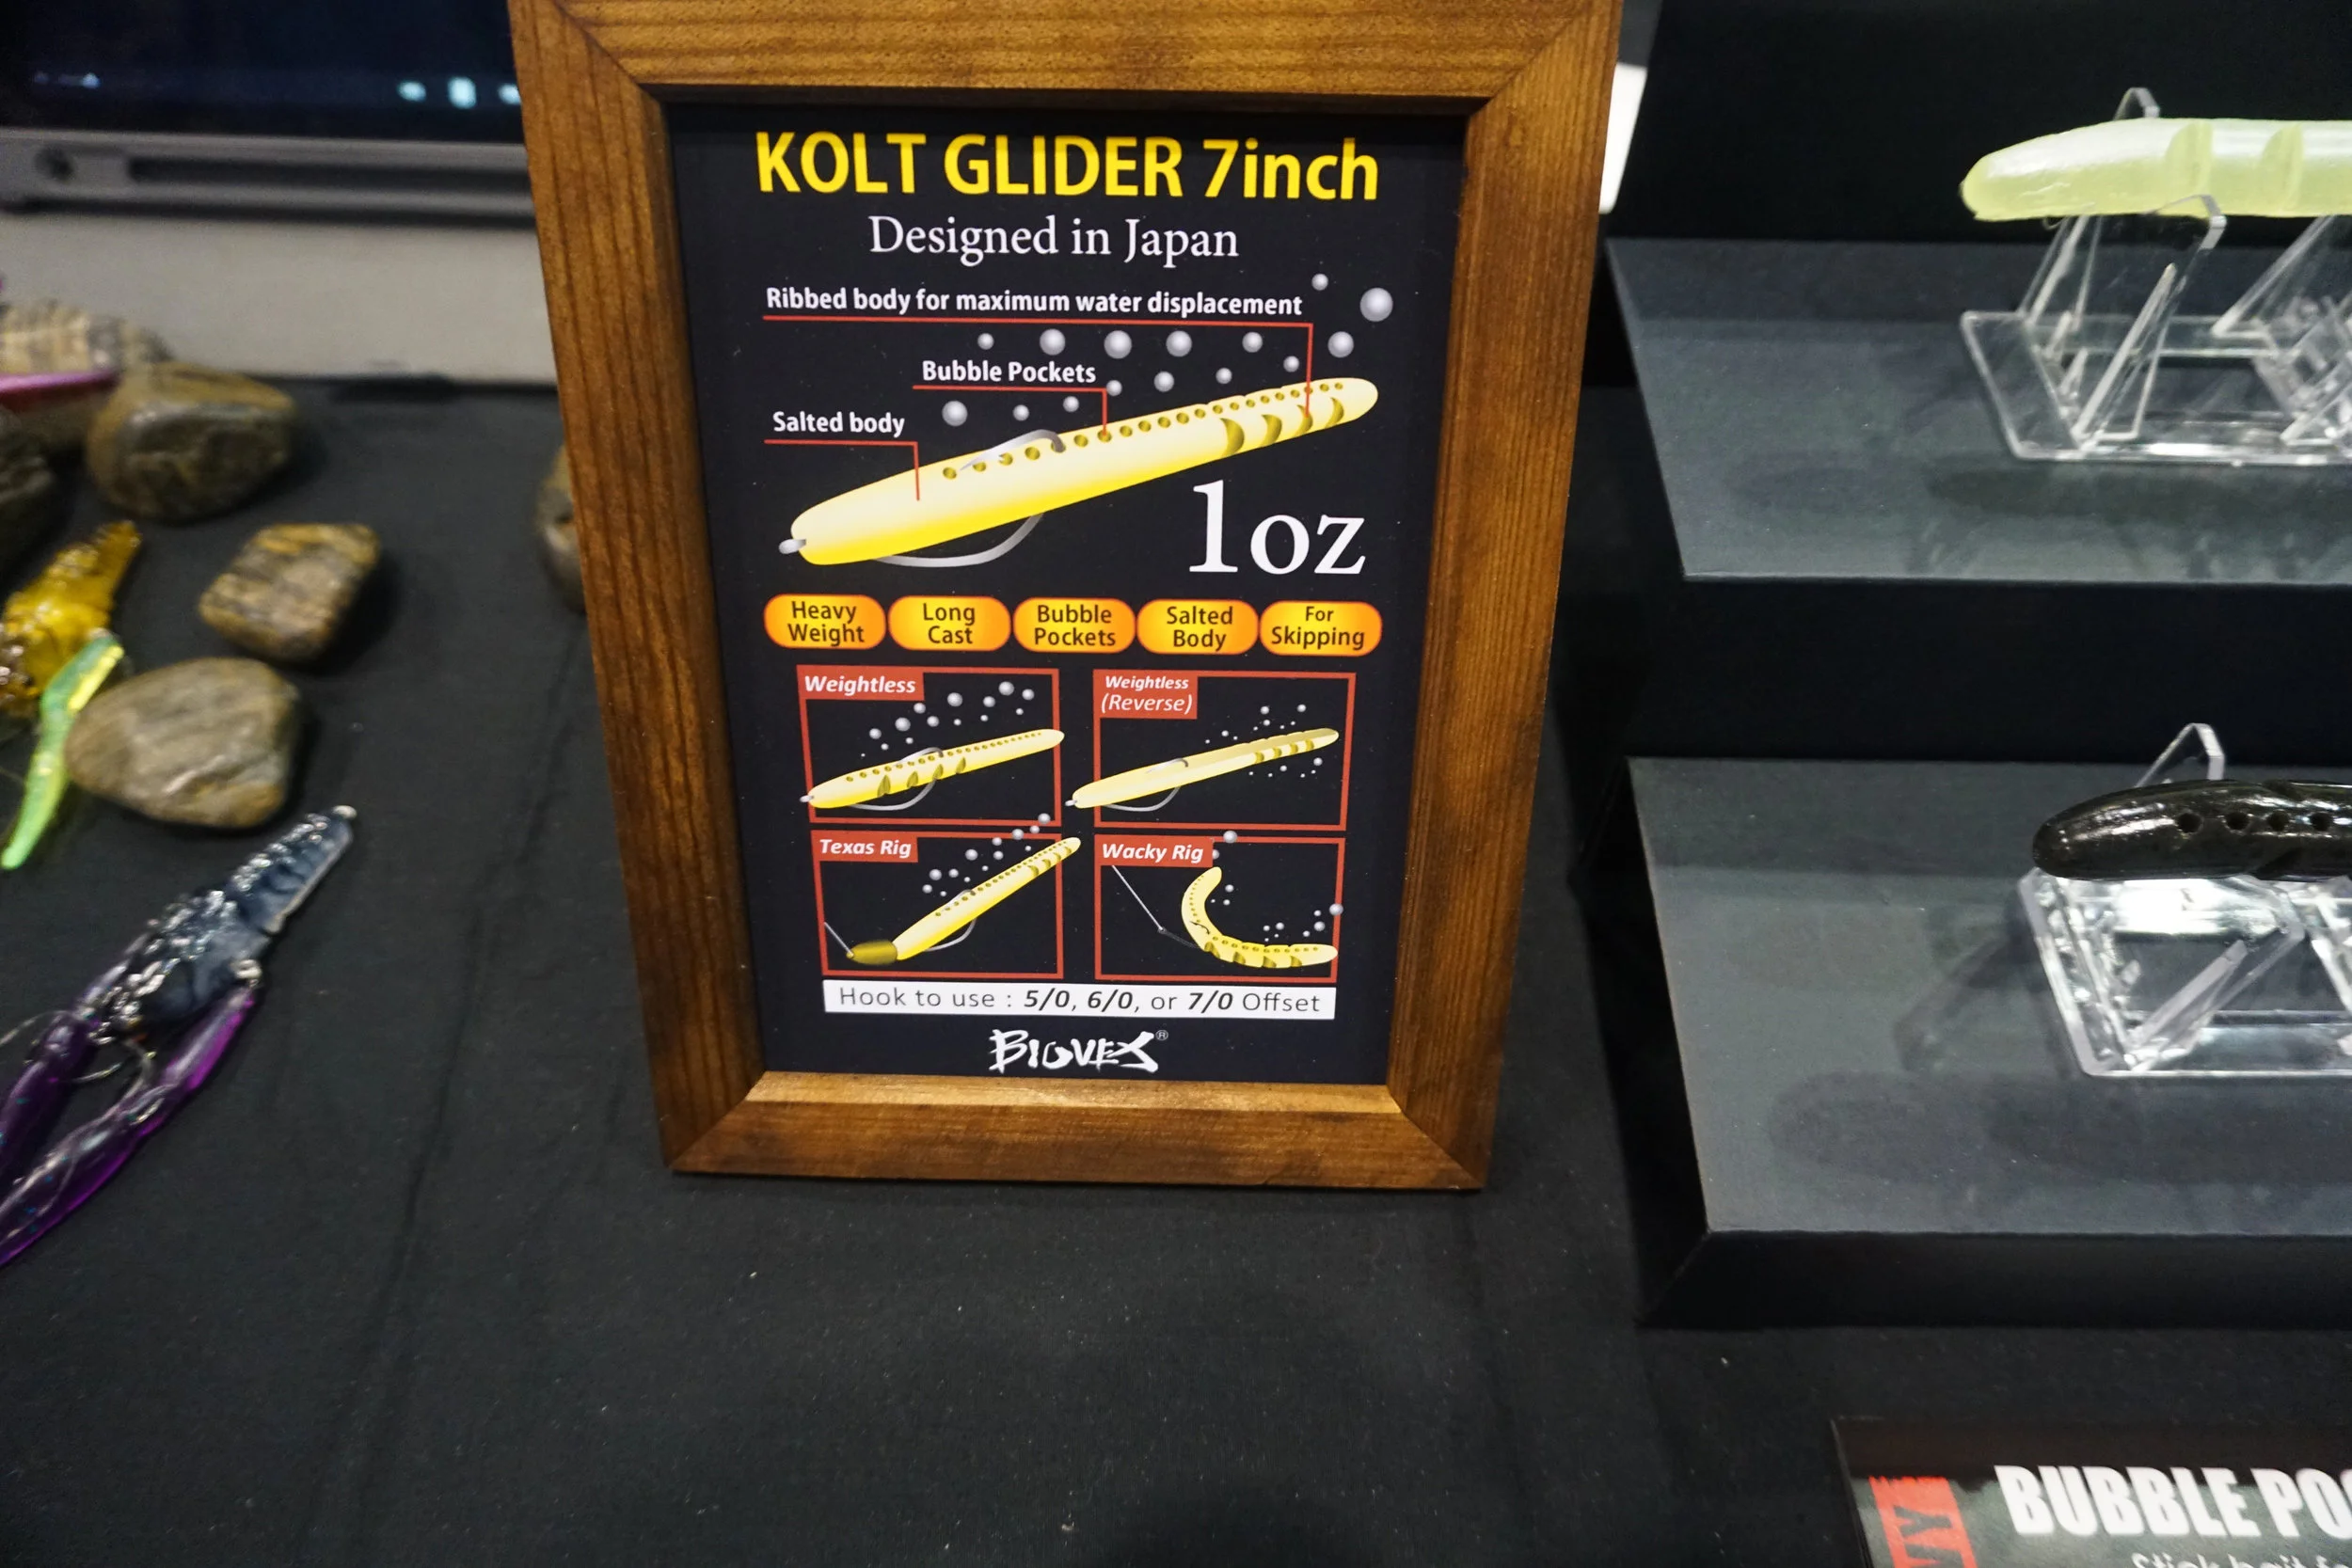 KOLT GLIDER 7inch
Designed in Japan
Ribbed body for maximum water displacement
Bubble Pockets
Salted body
1oz
Heavy
Weight
Long
Cast
Bubble
Pockets
Salted
Body
For
Skipping
Weightless
Weightless
(Reverse)
Texas Rig
Wacky Rig
Hook to use : 5/0, 6/0, or 7/0 Offset
BIOVEX®
BUBBLE